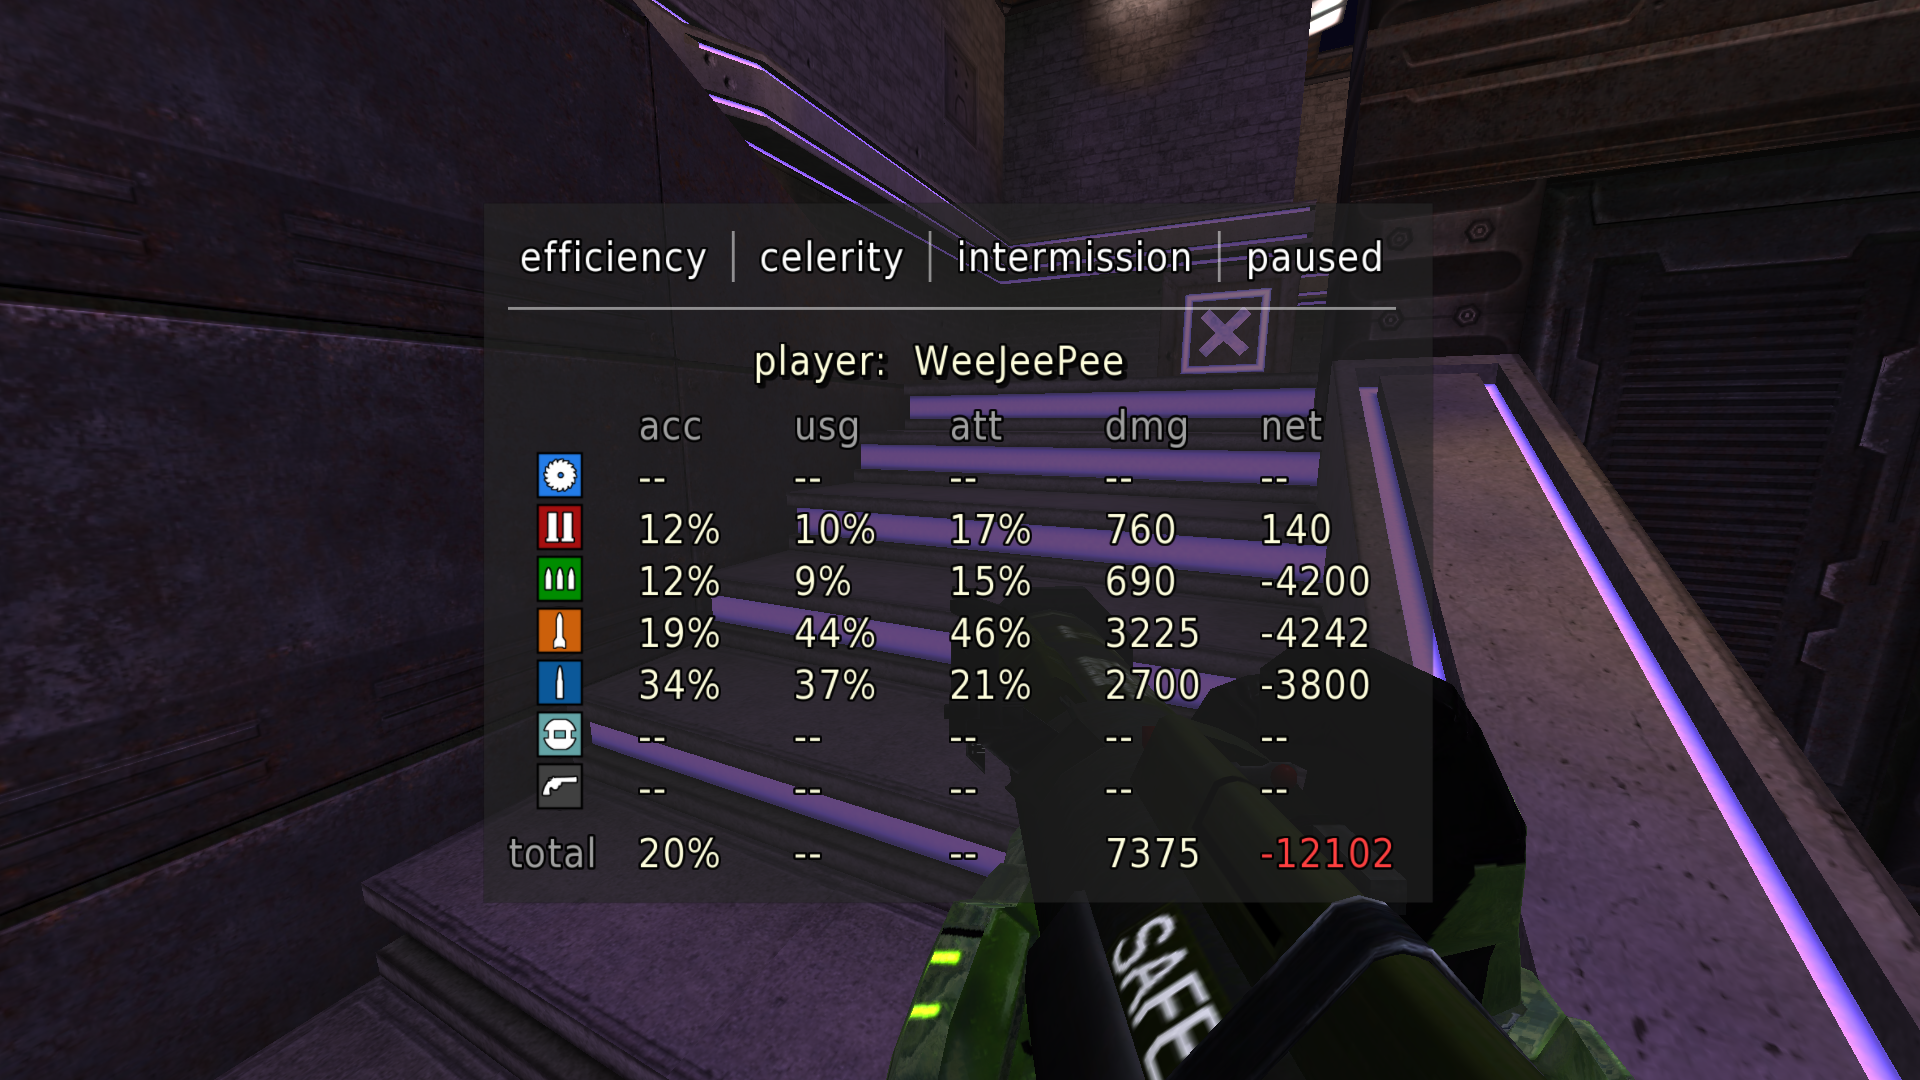 efficiency | celerity | intermission | paused
player: WeeJeePee
acc usg att dmg net
-- -- -- -- --
12% 10% 17% 760 140
12% 9% 15% 690 -4200
19% 44% 46% 3225 -4242
34% 37% 21% 2700 -3800
-- -- -- -- --
-- -- -- -- --
total 20% -- -- 7375 -12102
SAFE